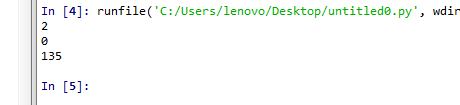 In [4]: runfile('C:/Users/lenovo/Desktop/untitled0.py', wdir
2
0
135
In [5]: